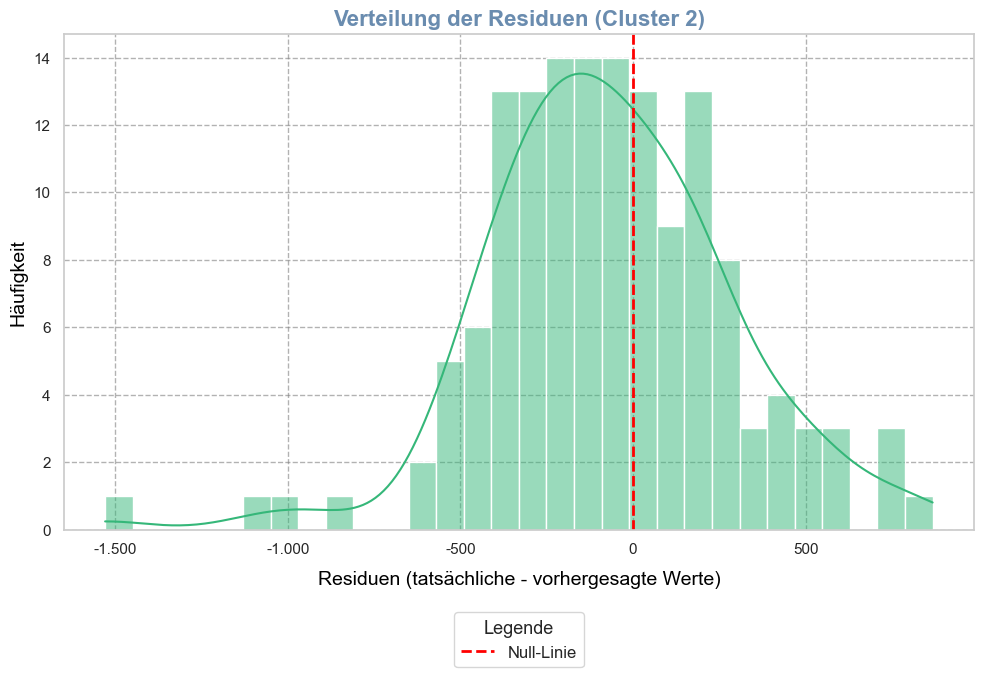 Verteilung der Residuen (Cluster 2)
14
12
10
8
6
4
2
0
Häufigkeit
-1.500 -1.000 -500 0 500
Residuen (tatsächliche - vorhergesagte Werte)
Legende
Null-Linie